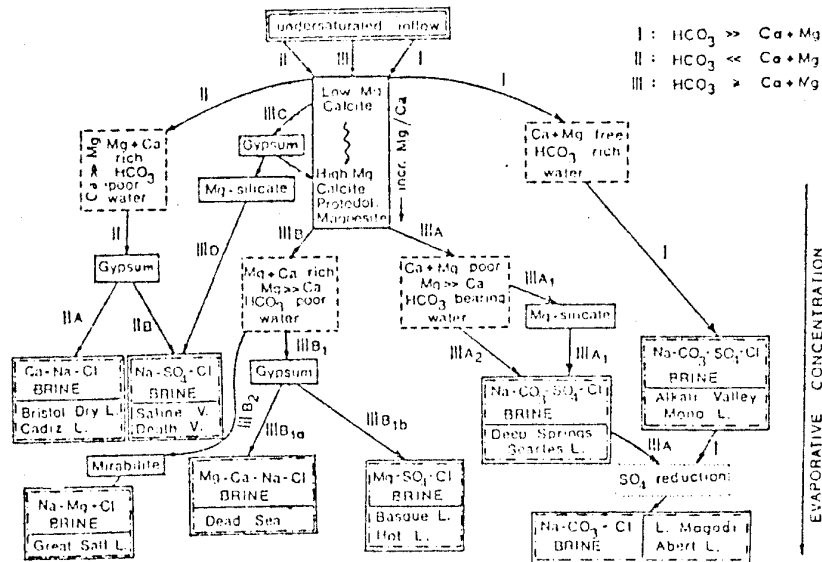 undersaturated inflow
I : HCO3 >> Ca + Mg
II : HCO3 << Ca + Mg
III : HCO3 ≥ Ca + Mg
II
III
I
II
I
Low Mg
Calcite
High Mg
Calcite
Protodol.
Magnesite
incr. Mg/Ca
IIIC
Gypsum
Mg-silicate
Ca >> Mg
Mg + Ca
rich
HCO3
poor
water
Ca + Mg free
HCO3 rich
water
II
Gypsum
IIID
IIIB
IIIA
Mg + Ca rich
Mg >> Ca
HCO3 poor
water
Ca + Mg poor
Mg >> Ca
HCO3 bearing
water
IIIA1
Mg-silicate
I
IIA
IIB
IIIB1
Gypsum
IIIA2
IIIA1
Ca-Na-Cl
BRINE
Bristol Dry L.
Cadiz L.
Na-SO4-Cl
BRINE
Saline V.
Death V.
IIIB2
IIIB1a
IIIB1b
Na-CO3-SO4-Cl
BRINE
Deep Springs
Searles L.
Na-CO3-SO4-Cl
BRINE
Alkali Valley
Mono L.
Mirabilite
IIIA
I
SO4 reduction
Na-Mg-Cl
BRINE
Great Salt L.
Mg-Ca-Na-Cl
BRINE
Dead Sea
Mg-SO4-Cl
BRINE
Basque L.
Hot L.
Na-CO3-Cl
BRINE
L. Magadi
Abert L.
EVAPORATIVE CONCENTRATION